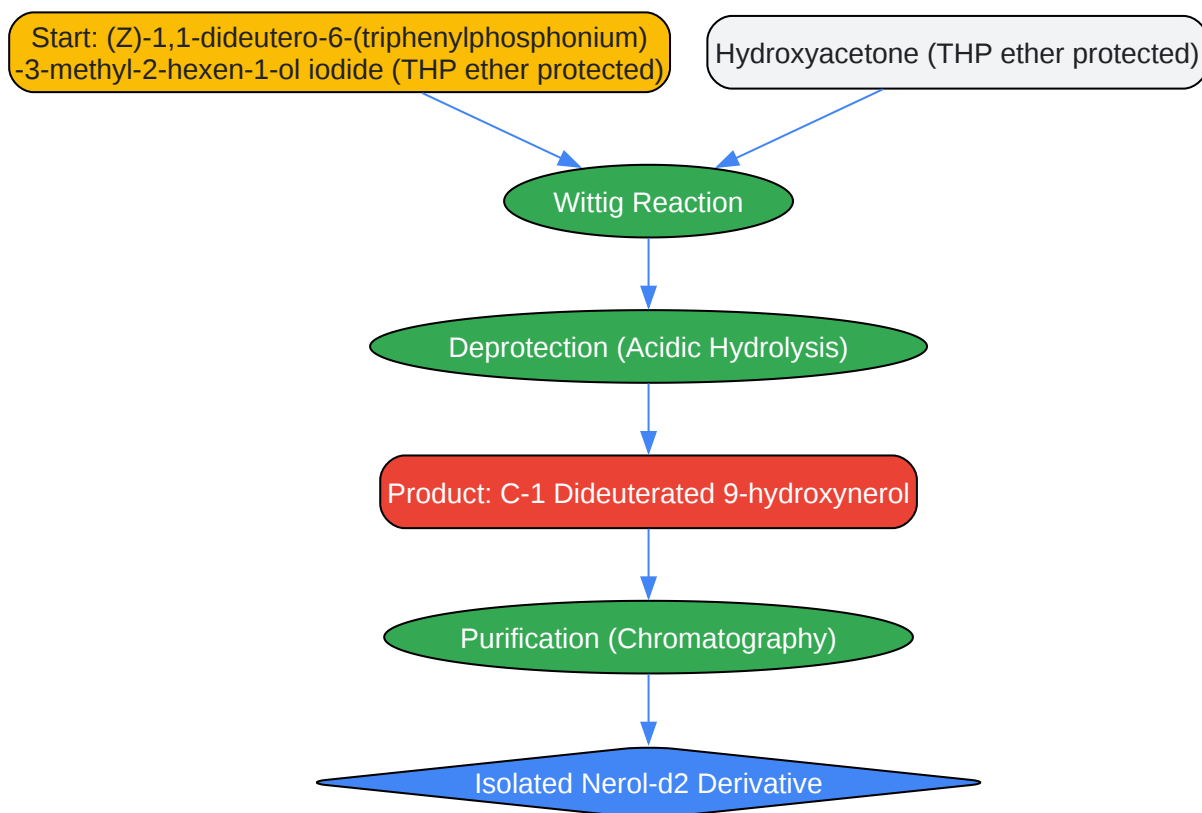 Start: (Z)-1,1-dideutero-6-(triphenylphosphonium)
-3-methyl-2-hexen-1-ol iodide (THP ether protected)
Hydroxyacetone (THP ether protected)
Wittig Reaction
Deprotection (Acidic Hydrolysis)
Product: C-1 Dideuterated 9-hydroxynerol
Purification (Chromatography)
Isolated Nerol-d2 Derivative